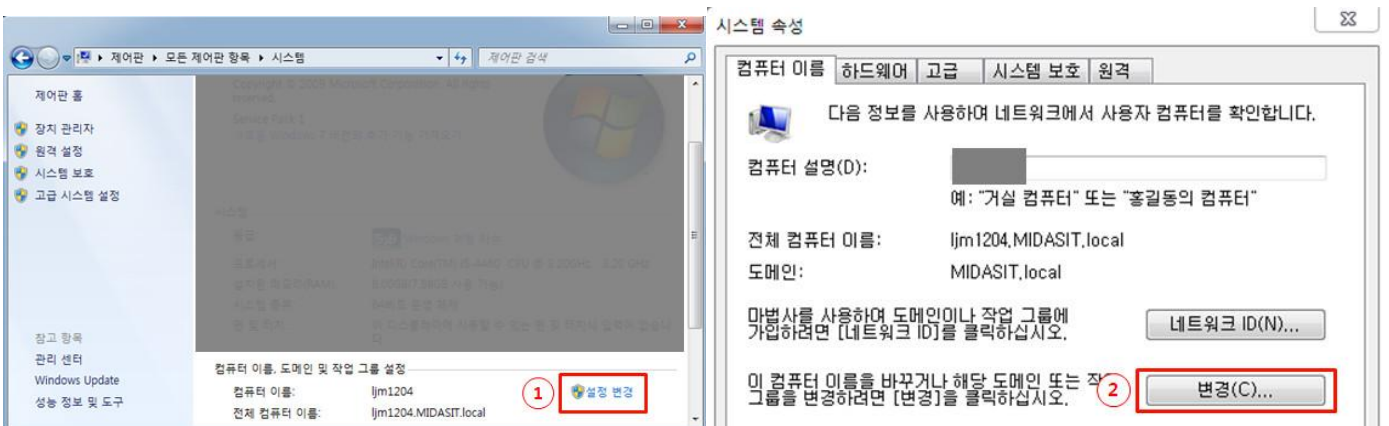 제어판 ▸ 모든 제어판 항목 ▸ 시스템
제어판 검색
제어판 홈
장치 관리자
원격 설정
시스템 보호
고급 시스템 설정
Copyright © 2009 Microsoft Corporation. All rights
reserved.
Service Pack 1
시스템
참고 항목
관리 센터
Windows Update
성능 정보 및 도구
컴퓨터 이름, 도메인 및 작업 그룹 설정
컴퓨터 이름: ljm1204
1 설정 변경
전체 컴퓨터 이름: ljm1204.MIDASIT.local
시스템 속성
컴퓨터 이름 하드웨어 고급 시스템 보호 원격
다음 정보를 사용하여 네트워크에서 사용자 컴퓨터를 확인합니다.
컴퓨터 설명(D):
예: "거실 컴퓨터" 또는 "홍길동의 컴퓨터"
전체 컴퓨터 이름: ljm1204.MIDASIT.local
도메인: MIDASIT.local
마법사를 사용하여 도메인이나 작업 그룹에
가입하려면 [네트워크 ID]를 클릭하십시오.
네트워크 ID(N)...
이 컴퓨터 이름을 바꾸거나 해당 도메인 또는
그룹을 변경하려면 [변경]을 클릭하십시오.
2 변경(C)...